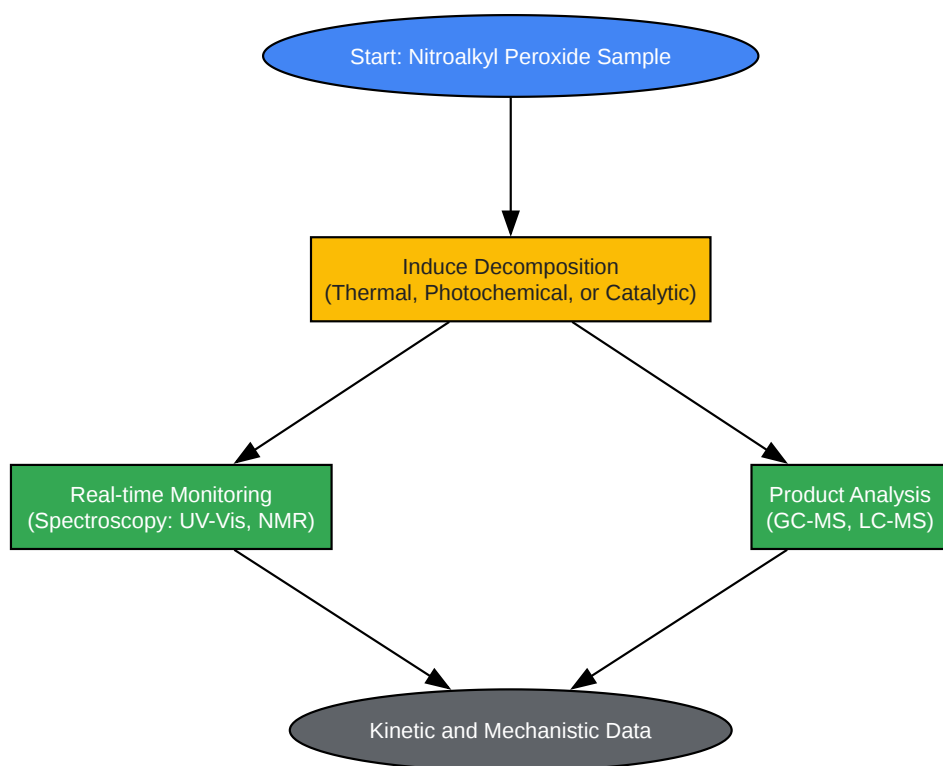 Start: Nitroalkyl Peroxide Sample
Induce Decomposition
(Thermal, Photochemical, or Catalytic)
Real-time Monitoring
(Spectroscopy: UV-Vis, NMR)
Product Analysis
(GC-MS, LC-MS)
Kinetic and Mechanistic Data